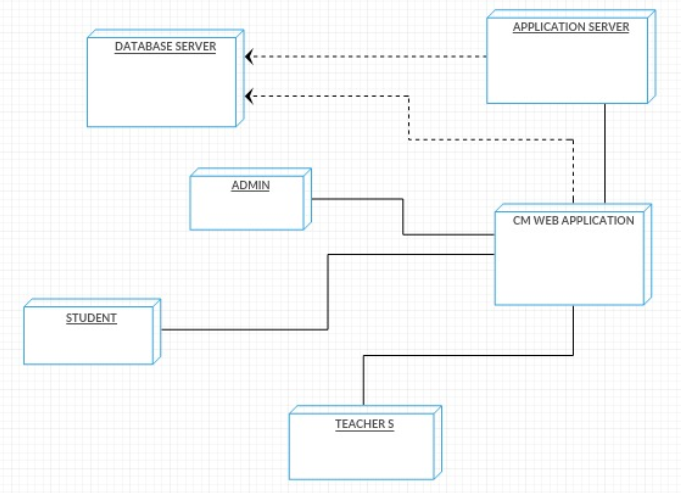 APPLICATION SERVER
DATABASE SERVER
ADMIN
CM WEB APPLICATION
STUDENT
TEACHER S